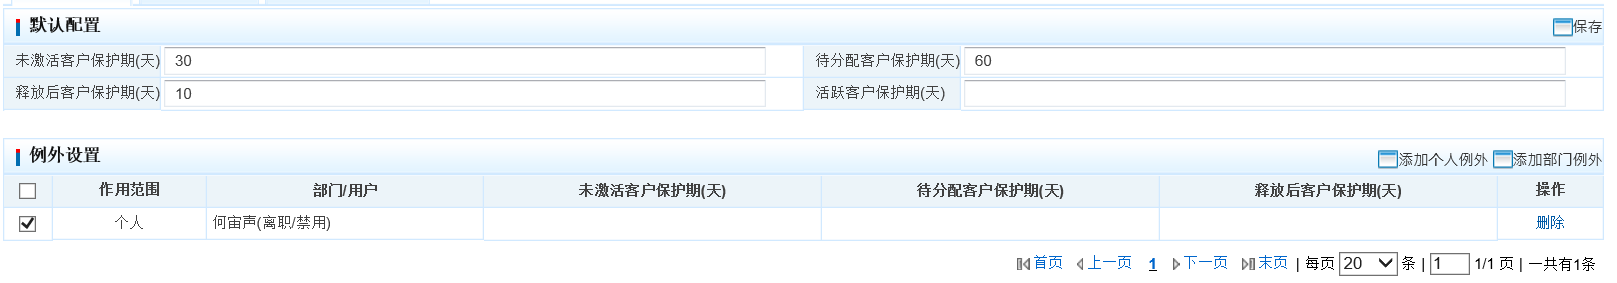 默认配置 保存
未激活客户保护期(天) 30 待分配客户保护期(天) 60
释放后客户保护期(天) 10 活跃客户保护期(天)
例外设置 添加个人例外 添加部门例外
作用范围 部门/用户 未激活客户保护期(天) 待分配客户保护期(天) 释放后客户保护期(天) 操作
个人 何宙声(离职/禁用) 删除
首页 上一页 1 下一页 末页 | 每页 20 条 | 1 1/1 页 | 一共有1条